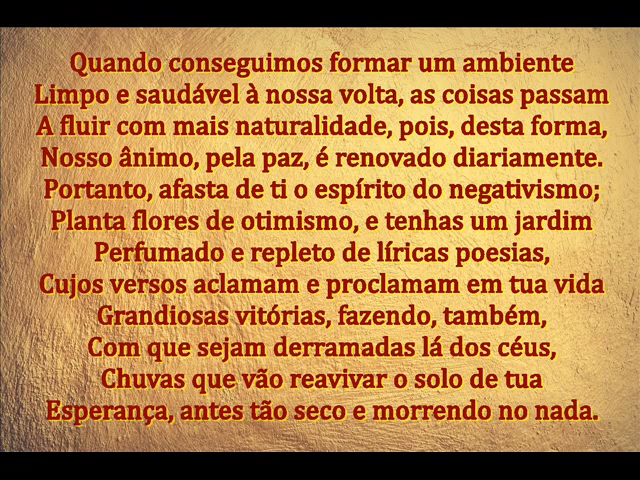 Quando conseguimos formar um ambiente
Limpo e saudável à nossa volta, as coisas passam
A fluir com mais naturalidade, pois, desta forma,
Nosso ânimo, pela paz, é renovado diariamente.
Portanto, afasta de ti o espírito do negativismo;
Planta flores de otimismo, e tenhas um jardim
Perfumado e repleto de líricas poesias,
Cujos versos aclamam e proclamam em tua vida
Grandiosas vitórias, fazendo, também,
Com que sejam derramadas lá dos céus,
Chuvas que vão reavivar o solo de tua
Esperança, antes tão seco e morrendo no nada.